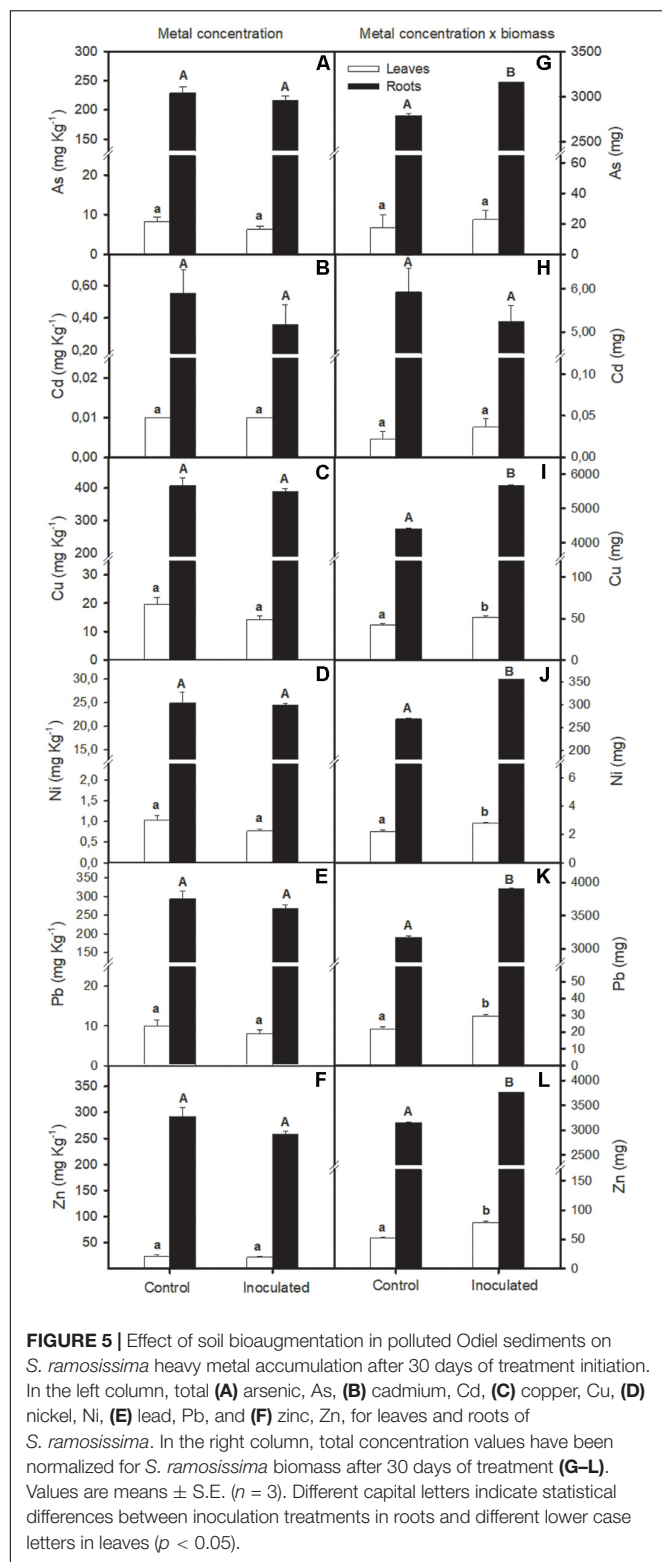 Metal concentration
Metal concentration x biomass
A
As (mg Kg-1)
300
250
200
150
20
10
0
A
A
a
a
G
Leaves
Roots
As (mg)
3500
3000
2500
60
40
20
0
A
B
a
a
B
Cd (mg Kg-1)
0,60
0,40
0,20
0,02
0,01
0,00
A
A
a
a
H
Cd (mg)
6,00
5,00
0,10
0,05
0,00
A
A
a
a
C
Cu (mg Kg-1)
400
300
200
30
20
10
0
A
A
a
a
I
Cu (mg)
6000
5000
4000
100
50
0
A
B
a
b
D
Ni (mg Kg-1)
30,0
25,0
20,0
15,0
2,0
1,5
1,0
0,5
0,0
A
A
a
a
J
Ni (mg)
350
300
250
200
6
4
2
0
A
B
a
b
E
Pb (mg Kg-1)
350
300
250
200
150
20
10
0
A
A
a
a
K
Pb (mg)
4000
3500
3000
50
40
30
20
10
0
A
B
a
b
F
Zn (mg Kg-1)
350
300
250
200
150
100
50
A
A
a
a
L
Zn (mg)
4000
3500
3000
2500
150
100
50
0
A
B
a
b
Control
Inoculated
Control
Inoculated
FIGURE 5 | Effect of soil bioaugmentation in polluted Odiel sediments on
S. ramosissima heavy metal accumulation after 30 days of treatment initiation.
In the left column, total (A) arsenic, As, (B) cadmium, Cd, (C) copper, Cu, (D)
nickel, Ni, (E) lead, Pb, and (F) zinc, Zn, for leaves and roots of
S. ramosissima. In the right column, total concentration values have been
normalized for S. ramosissima biomass after 30 days of treatment (G–L).
Values are means ± S.E. (n = 3). Different capital letters indicate statistical
differences between inoculation treatments in roots and different lower case
letters in leaves (p < 0.05).